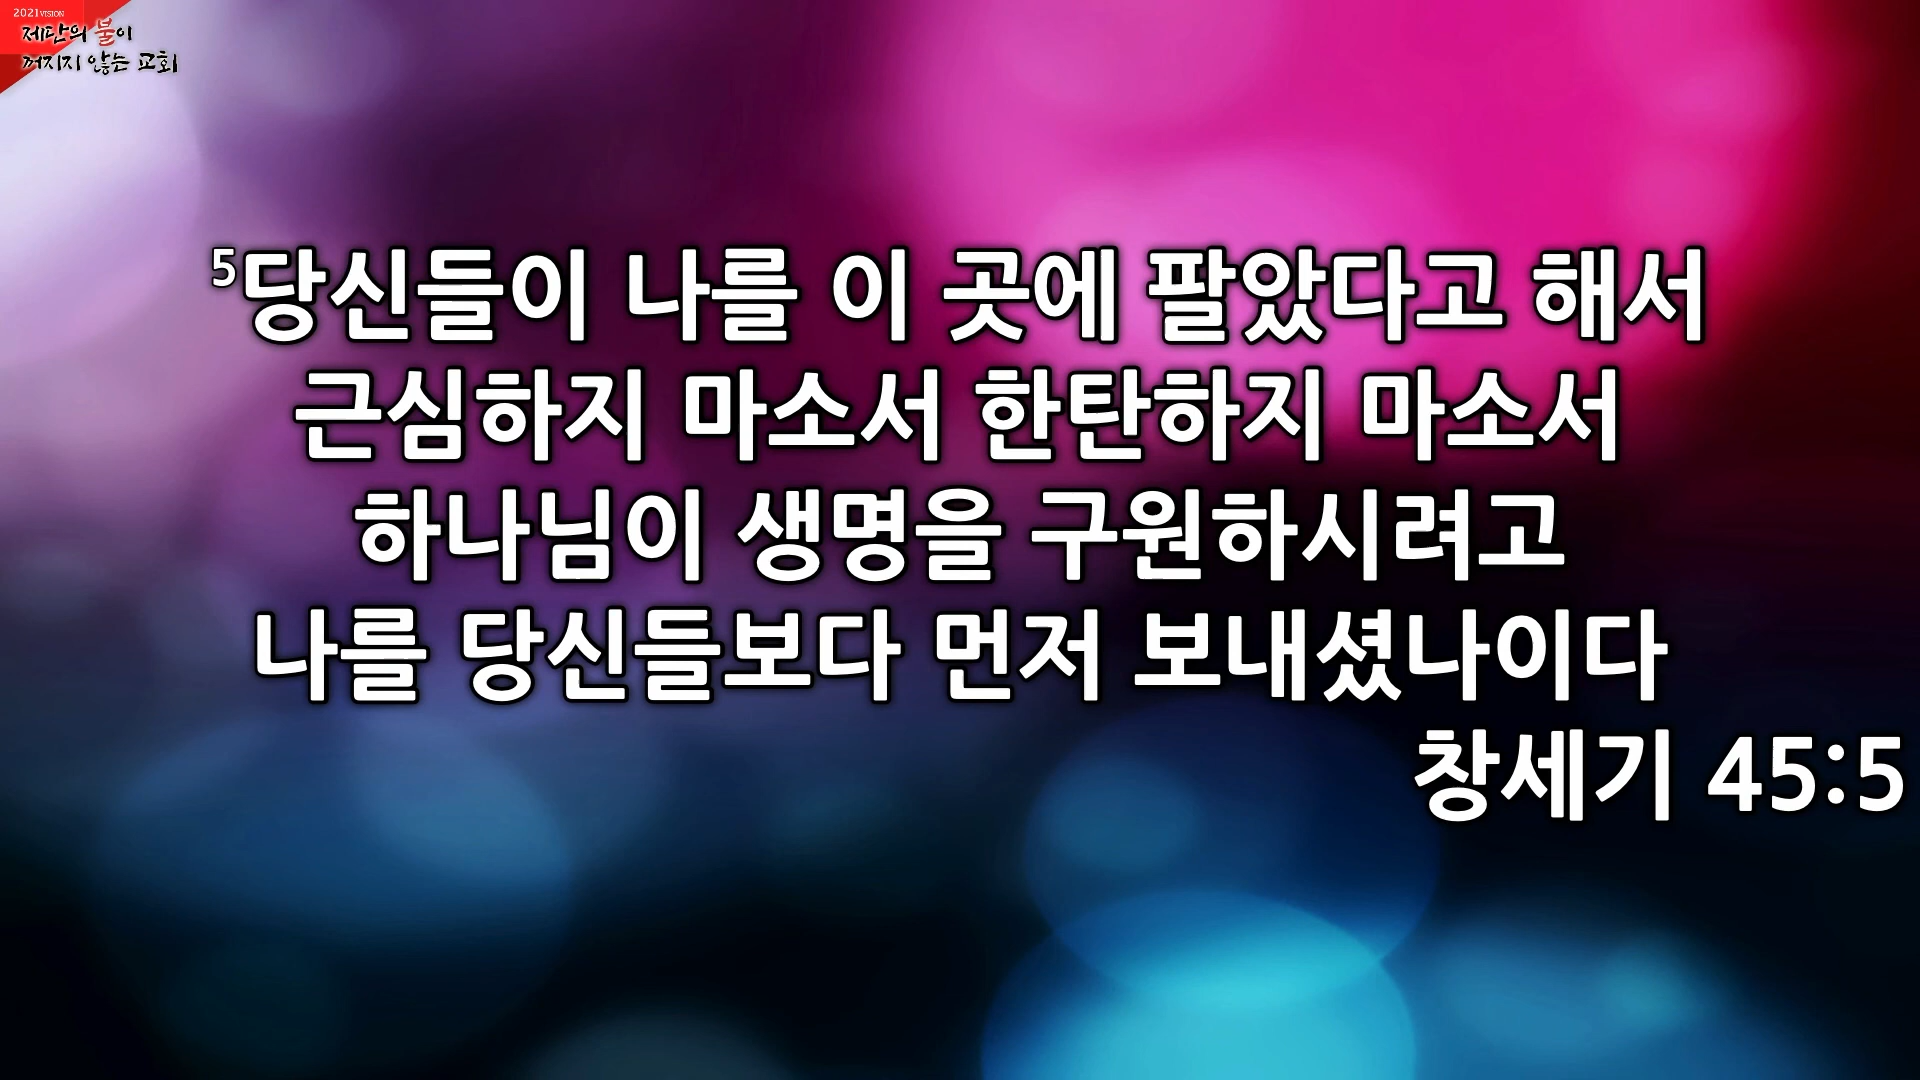 2021 VISION
제단의 불이
꺼지지 않는 교회
5당신들이 나를 이 곳에 팔았다고 해서
근심하지 마소서 한탄하지 마소서
하나님이 생명을 구원하시려고
나를 당신들보다 먼저 보내셨나이다
창세기 45:5